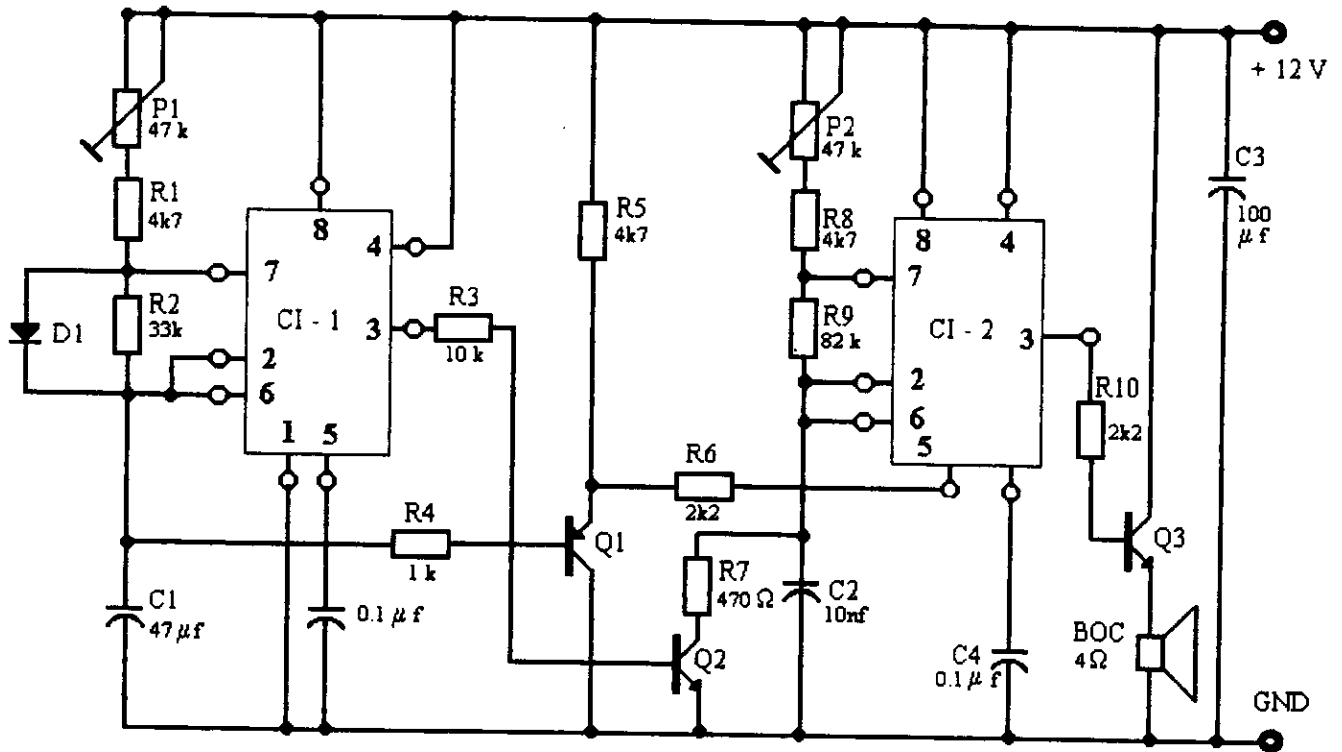 + 12 V
P1
47 k
R1
4k7
8
4
7
R2
33k
D1
CI - 1
3
R3
10 k
2
6
1
5
R4
1 k
C1
47 μf
0.1 μf
R5
4k7
R6
2k2
Q1
R7
470 Ω
Q2
P2
47 k
R8
4k7
8
4
7
R9
82 k
CI - 2
3
2
6
5
R10
2k2
C2
10nf
C4
0.1 μf
Q3
BOC
4 Ω
C3
100
μf
GND